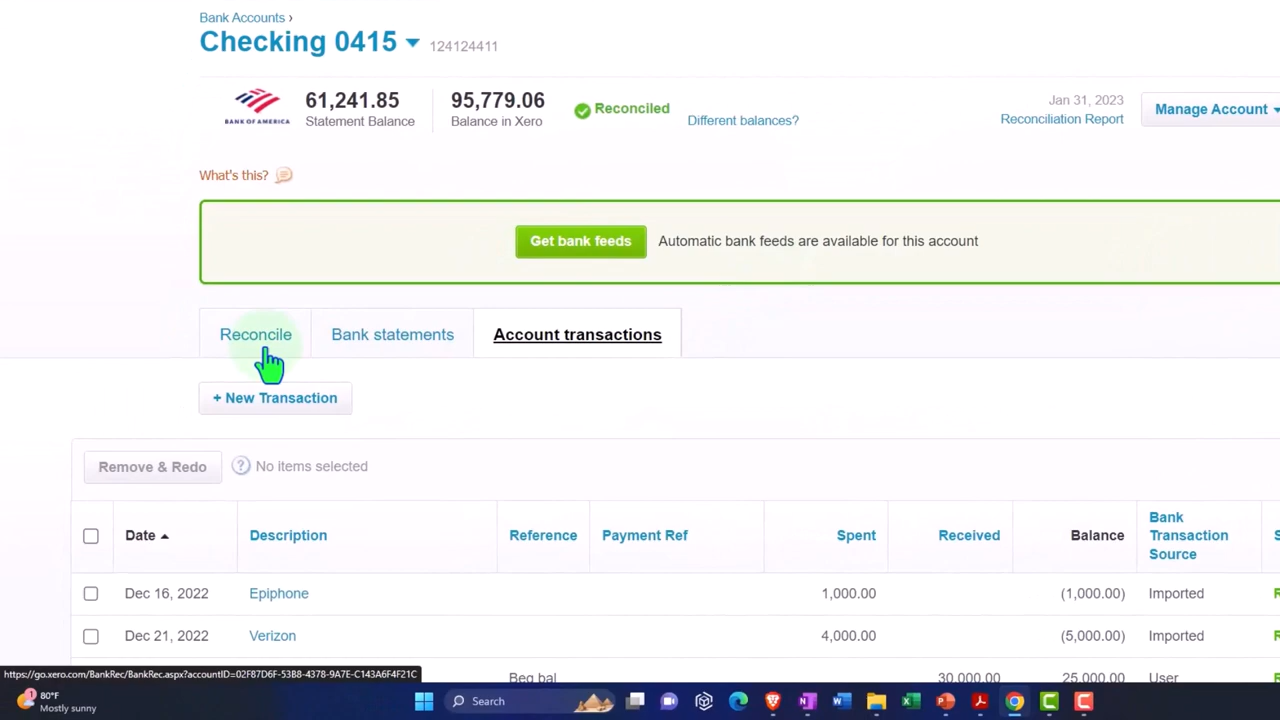 Bank Accounts ›
Checking 0415 124124411
BANK OF AMERICA
61,241.85
Statement Balance
95,779.06
Balance in Xero
Reconciled
Different balances?
Jan 31, 2023
Reconciliation Report
Manage Account
What's this?
Get bank feeds Automatic bank feeds are available for this account
Reconcile Bank statements Account transactions
+ New Transaction
Remove & Redo ? No items selected
Date Description Reference Payment Ref Spent Received Balance Bank Transaction Source S
Dec 16, 2022 Epiphone 1,000.00 (1,000.00) Imported R
Dec 21, 2022 Verizon 4,000.00 (5,000.00) Imported R
Beg bal 30,000.00 25,000.00 User
https://go.xero.com/BankRec/BankRec.aspx?accountID=02F87D6F-53B8-4378-9A7E-C143A6F4F21C
1
80°F
Mostly sunny
Search